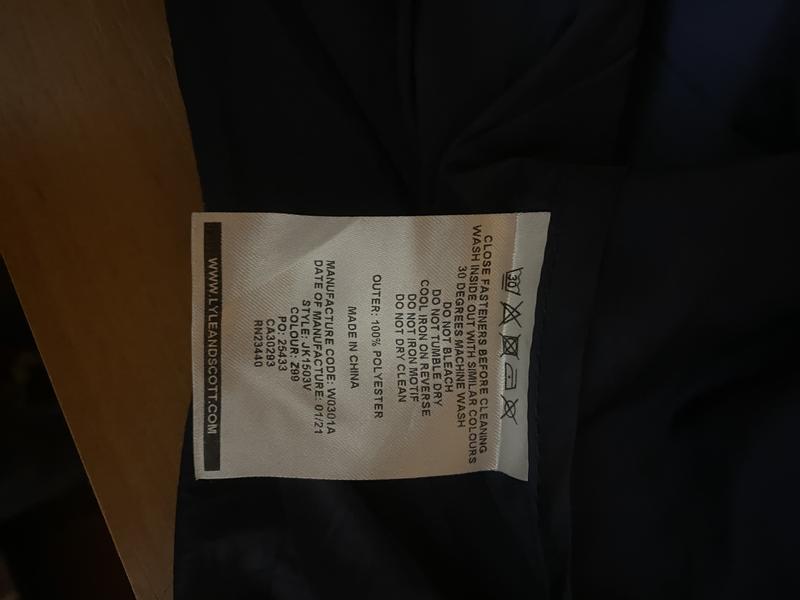 30
CLOSE FASTENERS BEFORE CLEANING
WASH INSIDE OUT WITH SIMILAR COLOURS
30 DEGREES MACHINE WASH
DO NOT BLEACH
DO NOT TUMBLE DRY
COOL IRON ON REVERSE
DO NOT IRON MOTIF
DO NOT DRY CLEAN
OUTER: 100% POLYESTER
MADE IN CHINA
MANUFACTURE CODE: W0301A
DATE OF MANUFACTURE: 01/21
STYLE: JK1503V
COLOUR: Z99
PO: 25433
CA30293
RN23440
WWW.LYLEANDSCOTT.COM